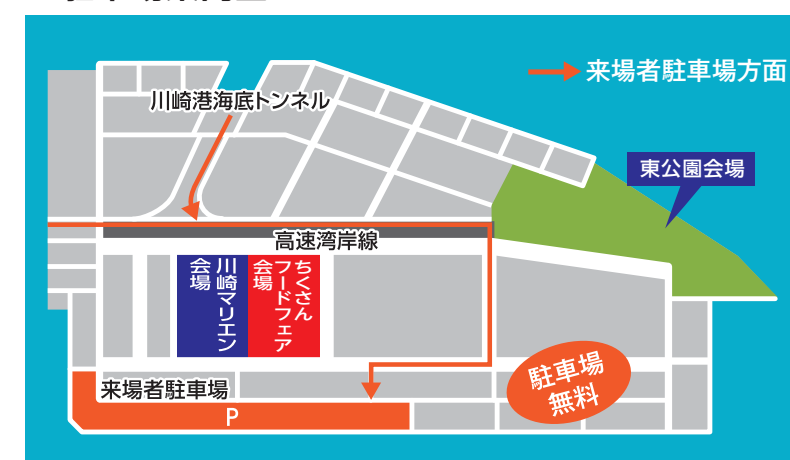 来場者駐車場方面
川崎港海底トンネル
東公園会場
高速湾岸線
川崎マリエン
会場
ちくさん
フードフェア
会場
駐車場
無料
来場者駐車場
P